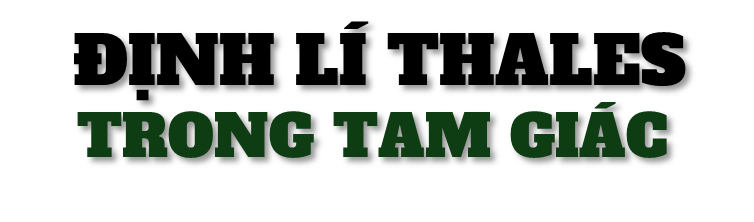 ĐỊNH LÍ THALES
TRONG TAM GIÁC